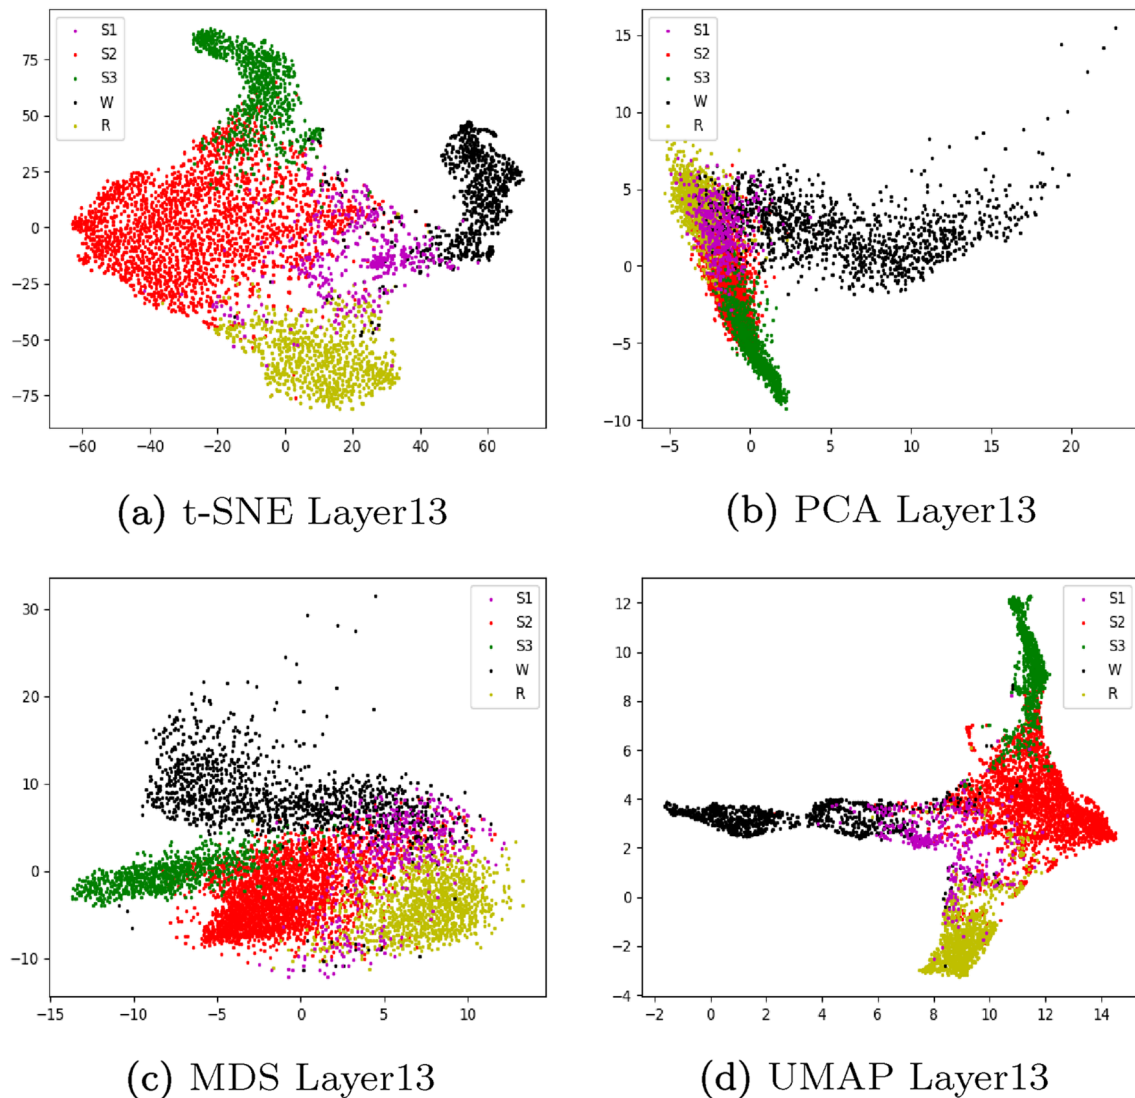 S1
S2
S3
W
R
75
50
25
0
−25
−50
−75
−60 −40 −20 0 20 40 60
(a) t-SNE Layer13
S1
S2
S3
W
R
15
10
5
0
−5
−10
−5 0 5 10 15 20
(b) PCA Layer13
S1
S2
S3
W
R
30
20
10
0
−10
−15 −10 −5 0 5 10
(c) MDS Layer13
S1
S2
S3
W
R
12
10
8
6
4
2
0
−2
−4
−2 0 2 4 6 8 10 12 14
(d) UMAP Layer13